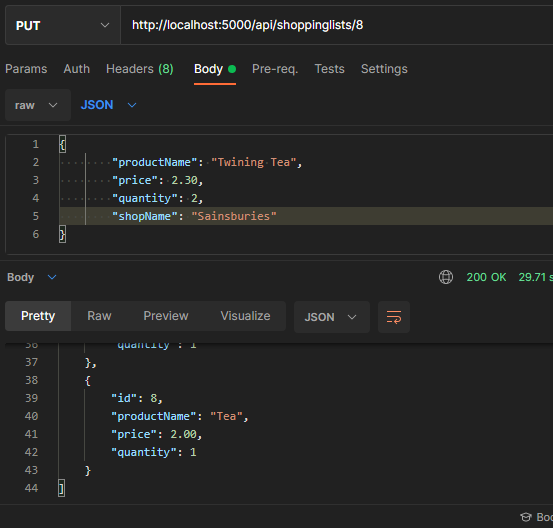 PUT http://localhost:5000/api/shoppinglists/8
Params Auth Headers (8) Body Pre-req. Tests Settings
raw JSON
1 {
2 "productName": "Twining Tea",
3 "price": 2.30,
4 "quantity": 2,
5 "shopName": "Sainsburies"
6 }
Body 200 OK 29.71 s
Pretty Raw Preview Visualize JSON
36 "quantity": 1
37 },
38 {
39 "id": 8,
40 "productName": "Tea",
41 "price": 2.00,
42 "quantity": 1
43 }
44 ]
Boo